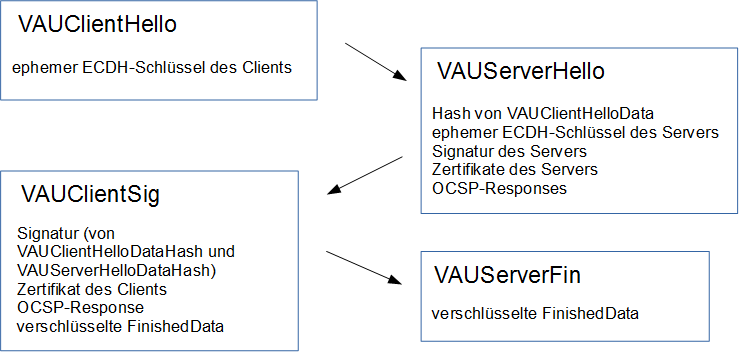 VAUClientHello
ephemer ECDH-Schlüssel des Clients
VAUServerHello
Hash von VAUClientHelloData
ephemer ECDH-Schlüssel des Servers
Signatur des Servers
Zertifikate des Servers
OCSP-Responses
VAUClientSig
Signatur (von
VAUClientHelloDataHash und
VAUServerHelloDataHash)
Zertifikat des Clients
OCSP-Response
verschlüsselte FinishedData
VAUServerFin
verschlüsselte FinishedData